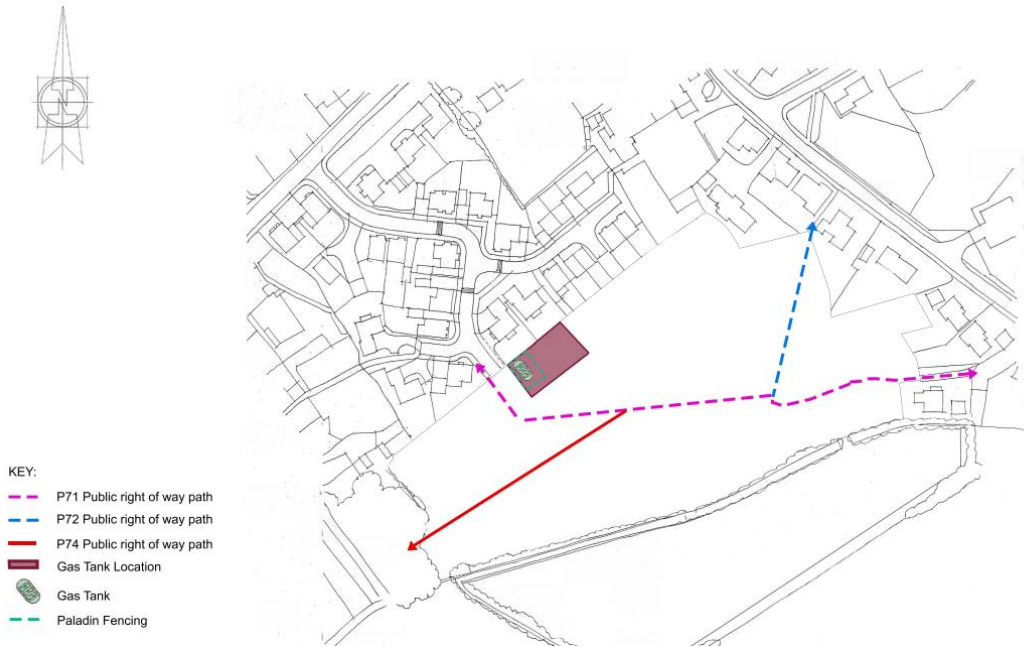 N
KEY:
P71 Public right of way path
P72 Public right of way path
P74 Public right of way path
Gas Tank Location
Gas Tank
Paladin Fencing